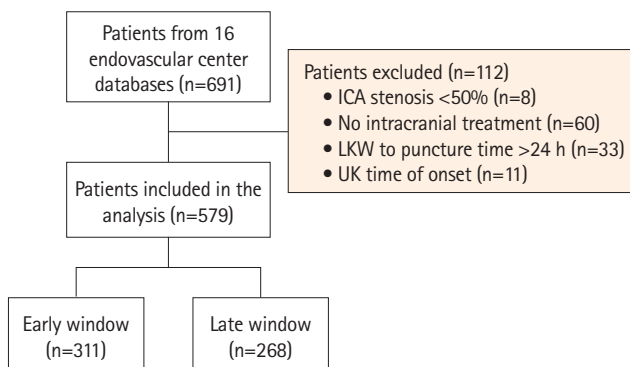 Patients from 16
endovascular center
databases (n=691)
Patients excluded (n=112)
• ICA stenosis <50% (n=8)
• No intracranial treatment (n=60)
• LKW to puncture time >24 h (n=33)
• UK time of onset (n=11)
Patients included in the
analysis (n=579)
Early window
(n=311)
Late window
(n=268)